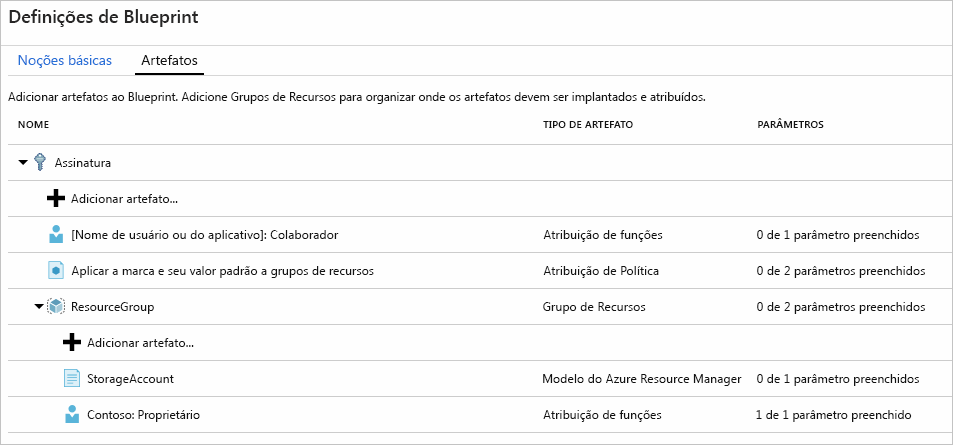 Definições de Blueprint
Noções básicas Artefatos
Adicionar artefatos ao Blueprint. Adicione Grupos de Recursos para organizar onde os artefatos devem ser implantados e atribuídos.
NOME TIPO DE ARTEFATO PARÂMETROS
Assinatura
Adicionar artefato...
[Nome de usuário ou do aplicativo]: Colaborador Atribuição de funções 0 de 1 parâmetro preenchidos
Aplicar a marca e seu valor padrão a grupos de recursos Atribuição de Política 0 de 2 parâmetros preenchidos
ResourceGroup Grupo de Recursos 0 de 2 parâmetros preenchidos
Adicionar artefato...
StorageAccount Modelo do Azure Resource Manager 0 de 1 parâmetro preenchidos
Contoso: Proprietário Atribuição de funções 1 de 1 parâmetro preenchido